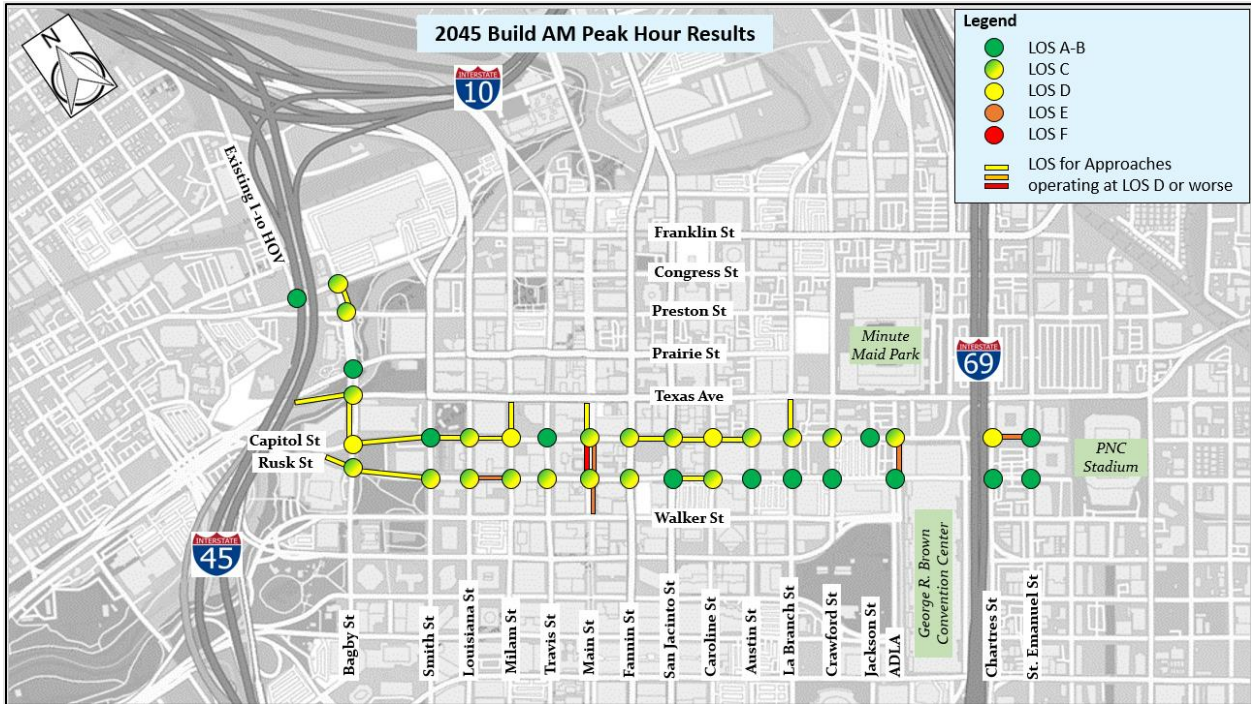 2045 Build AM Peak Hour Results
Legend
LOS A-B
LOS C
LOS D
LOS E
LOS F
LOS for Approaches
operating at LOS D or worse
N
INTERSTATE
10
Existing I-10 HOV
Franklin St
Congress St
Preston St
Prairie St
Texas Ave
Minute
Maid Park
INTERSTATE
69
Capitol St
Rusk St
PNC
Stadium
Walker St
INTERSTATE
45
George R. Brown
Convention Center
Bagby St
Smith St
Louisiana St
Milam St
Travis St
Main St
Fannin St
San Jacinto St
Caroline St
Austin St
La Branch St
Crawford St
Jackson St
ADLA
Chartres St
St. Emanuel St